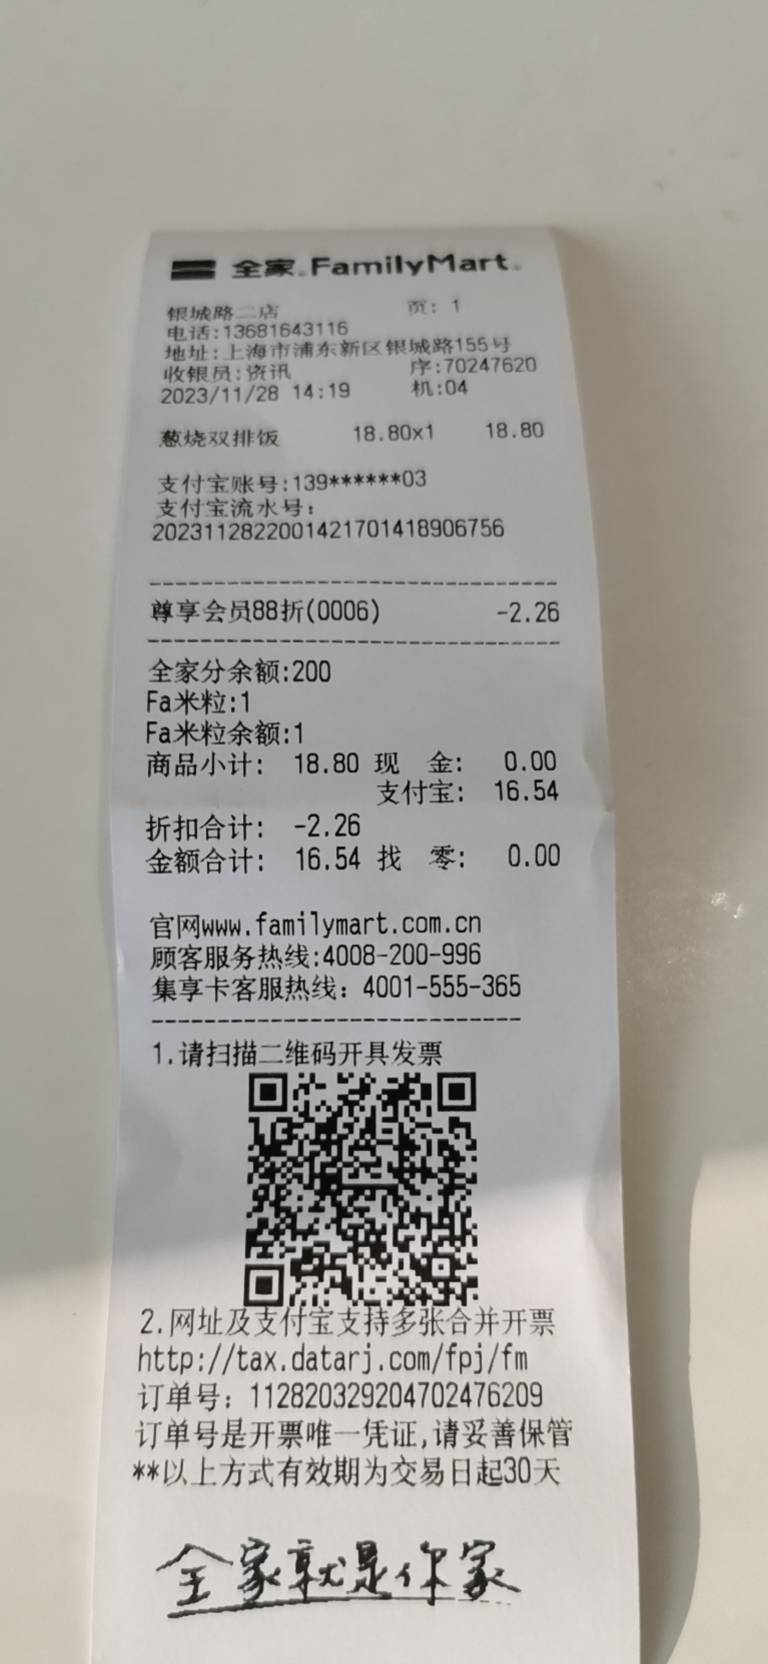 全家 FamilyMart
银城路二店 页: 1
电话:13681643116
地址:上海市浦东新区银城路155号
收银员:资讯 序:70247620
2023/11/28 14:19 机:04
葱烧双排饭 18.80x1 18.80
支付宝账号:139******03
支付宝流水号:
2023112822001421701418906756
尊享会员88折(0006) -2.26
全家分余额:200
Fa米粒:1
Fa米粒余额:1
商品小计: 18.80 现 金: 0.00
支付宝: 16.54
折扣合计: -2.26
金额合计: 16.54 找 零: 0.00
官网www.familymart.com.cn
顾客服务热线:4008-200-996
集享卡客服热线: 4001-555-365
1.请扫描二维码开具发票
2.网址及支付宝支持多张合并开票
http://tax.datarj.com/fpj/fm
订单号: 112820329204702476209
订单号是开票唯一凭证,请妥善保管
**以上方式有效期为交易日起30天
全家就是你家